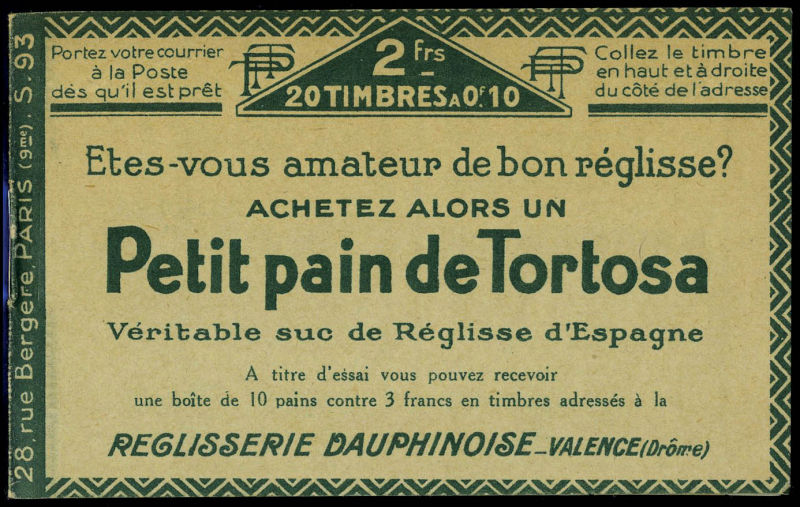 Portez votre courrier
à la Poste
dès qu'il est prêt
PTT
2 frs
20 TIMBRES A 0f.10
PTT
Collez le timbre
en haut et à droite
du côté de l'adresse
Etes-vous amateur de bon réglisse?
ACHETEZ ALORS UN
Petit pain de Tortosa
Véritable suc de Réglisse d'Espagne
A titre d'essai vous pouvez recevoir
une boîte de 10 pains contre 3 francs en timbres adressés à la
REGLISSERIE DAUPHINOISE_VALENCE (Drôme)
28, rue Bergère PARIS (9me). S. 93